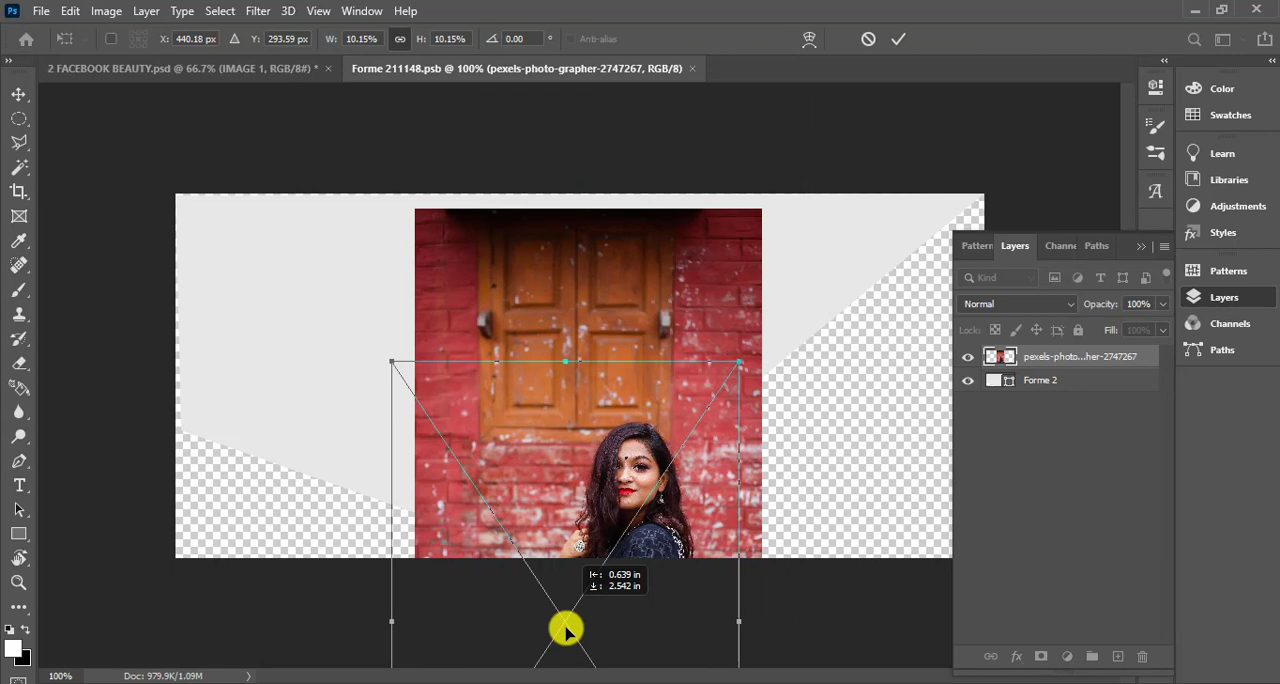 Ps File Edit Image Layer Type Select Filter 3D View Window Help
X: 440.18 px Y: 293.59 px W: 10.15% H: 10.15% 0.00 ° Anti-alias
2 FACEBOOK BEAUTY.psd @ 66.7% (IMAGE 1, RGB/8#) * × Forme 211148.psb @ 100% (pexels-photo-grapher-2747267, RGB/8) ×
Color
Swatches
Learn
Libraries
Adjustments
Styles
Patterns
Layers
Channels
Paths
Pattern Layers Channe Paths
Kind
Normal Opacity: 100%
Lock: Fill: 100%
pexels-photo...her-2747267
Forme 2
0.639 in
2.542 in
100% Doc: 979.9K/1.09M